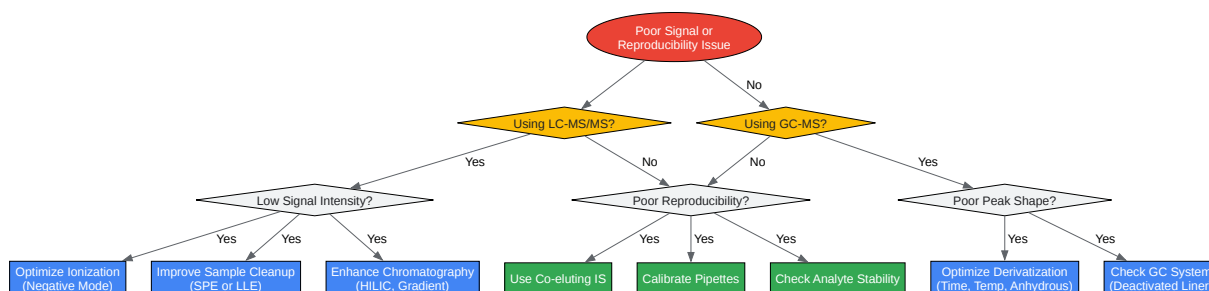 Poor Signal or
Reproducibility Issue
No
Using LC-MS/MS?
Using GC-MS?
Yes
No
No
Yes
Low Signal Intensity?
Poor Reproducibility?
Poor Peak Shape?
Yes
Yes
Yes
Yes
Yes
Yes
Yes
Yes
Optimize Ionization
(Negative Mode)
Improve Sample Cleanup
(SPE or LLE)
Enhance Chromatography
(HILIC, Gradient)
Use Co-eluting IS
Calibrate Pipettes
Check Analyte Stability
Optimize Derivatization
(Time, Temp, Anhydrous)
Check GC System
(Deactivated Liner